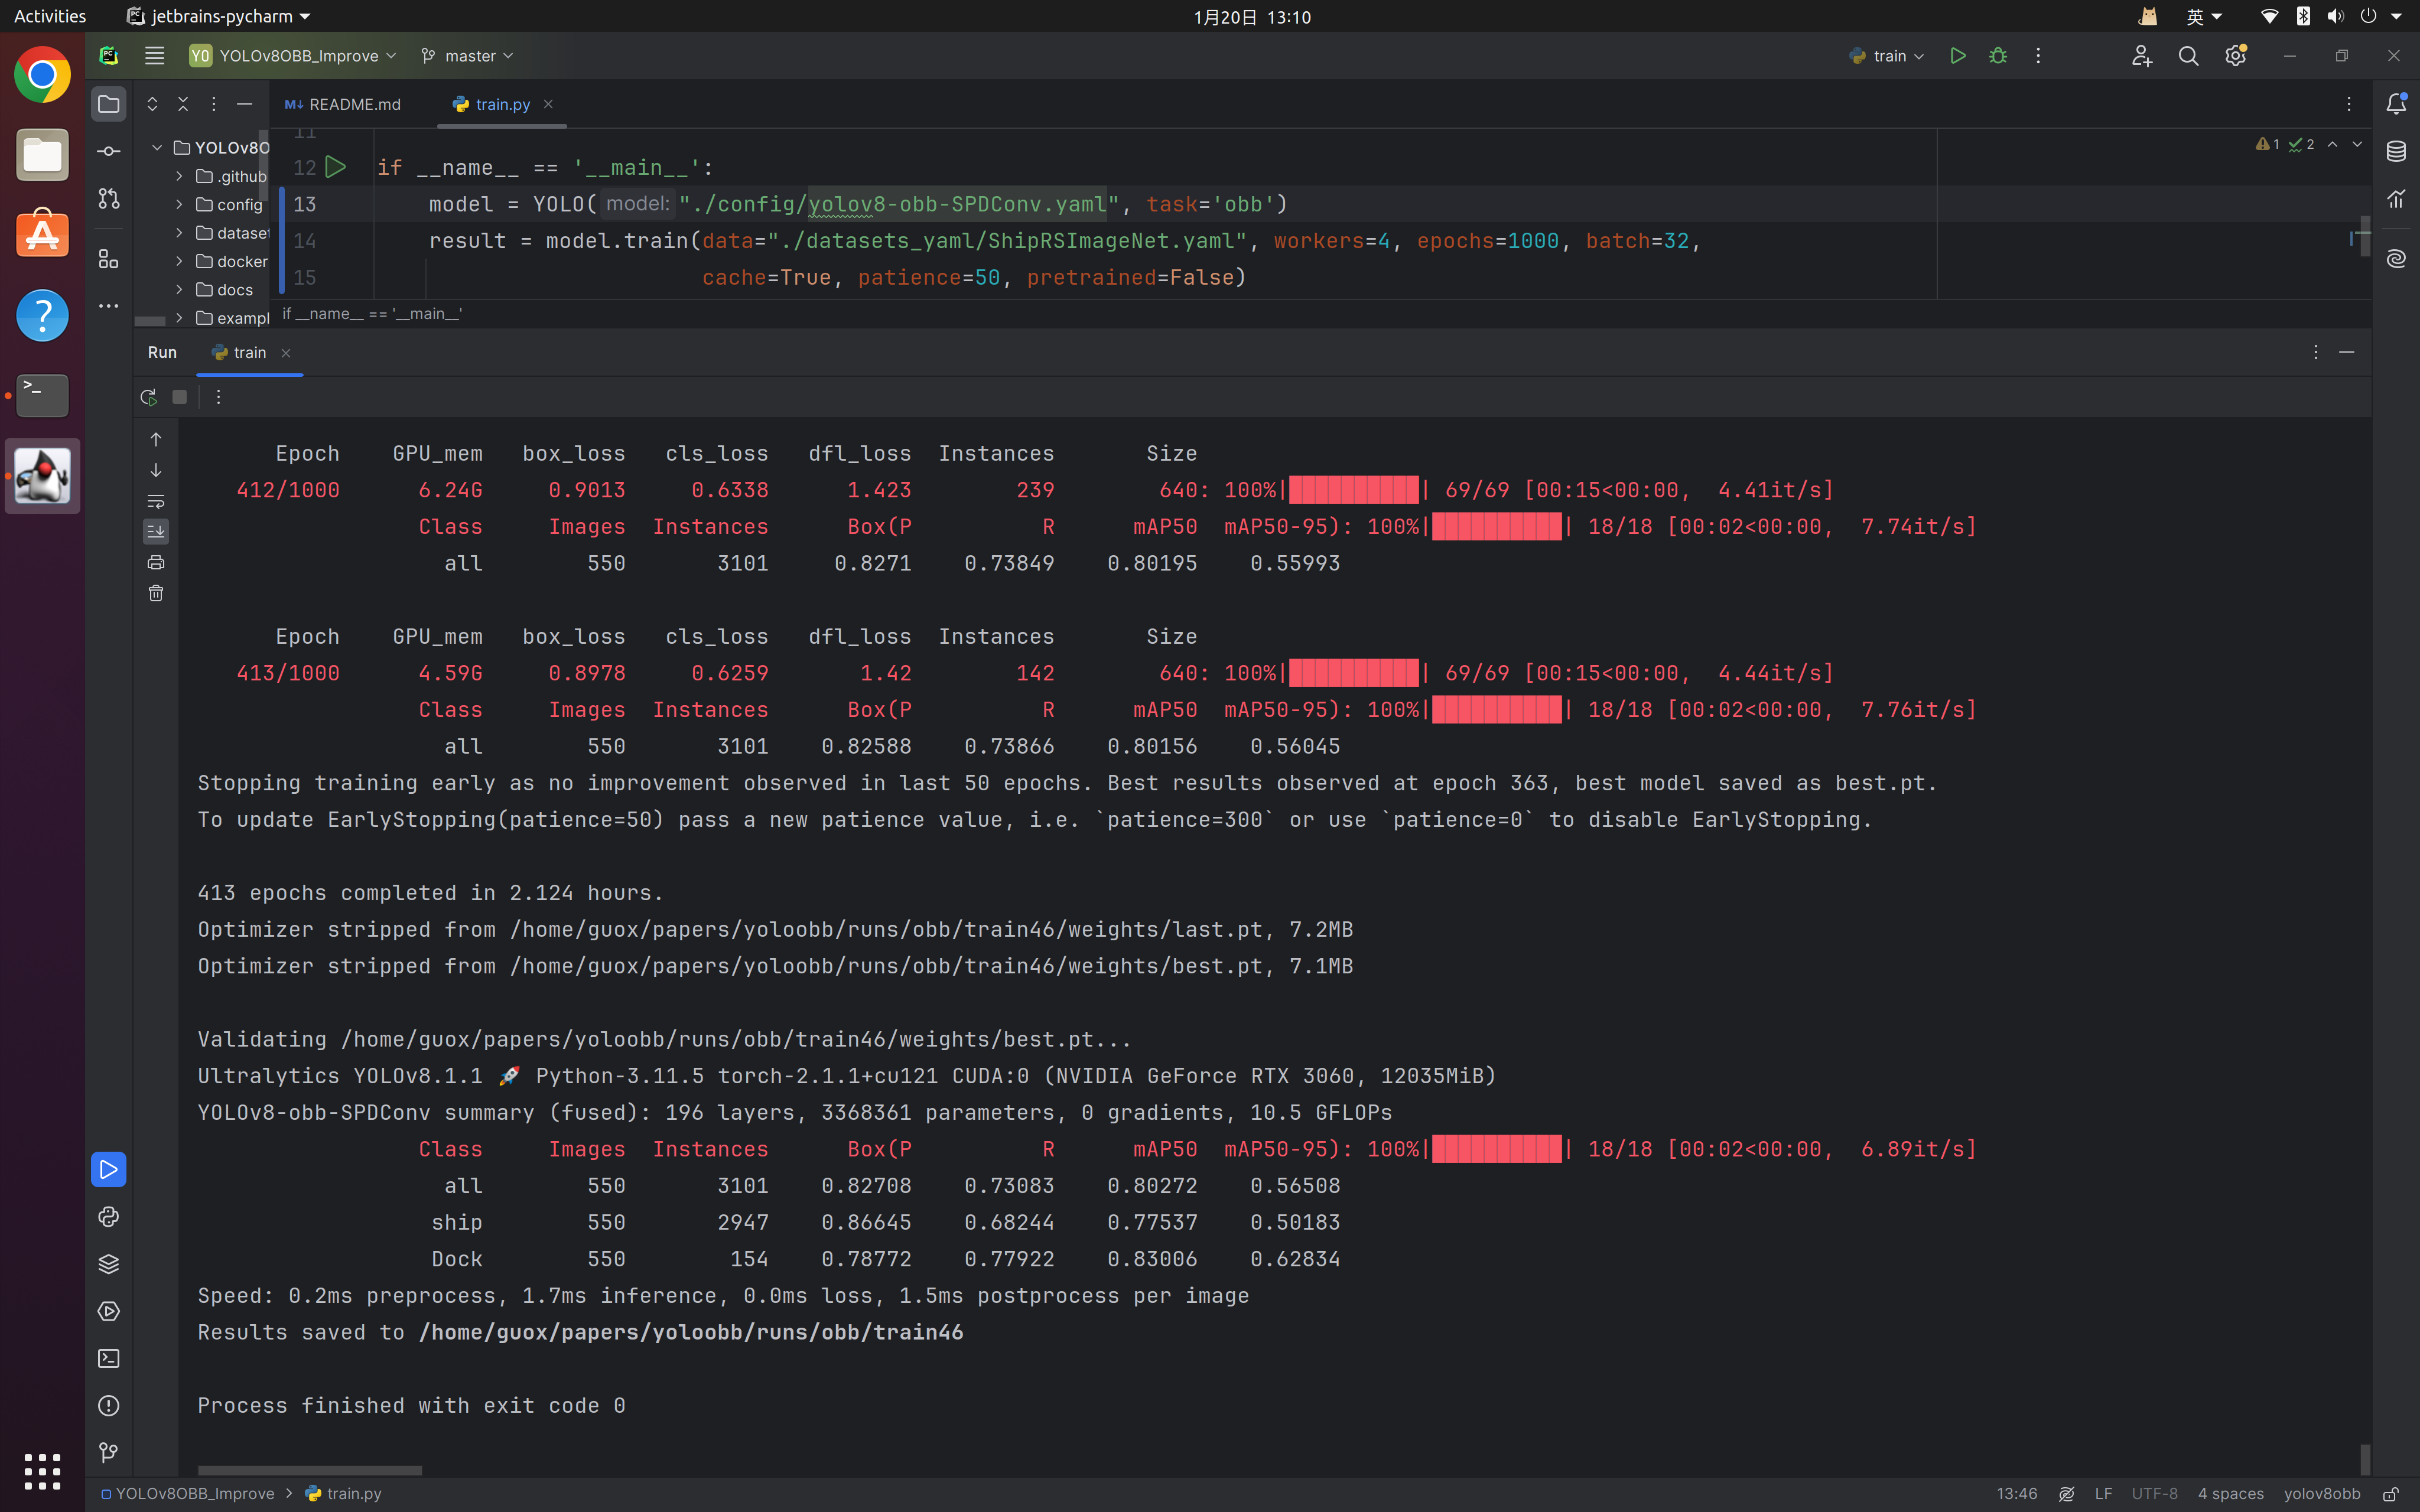 Activities jetbrains-pycharm 1月20日 13:10 英
YO YOLOv8OBB_Improve master train
M↓ README.md train.py
11
YOLOv8O 12 if __name__ == '__main__':
.github
config 13 model = YOLO( model: "./config/yolov8-obb-SPDConv.yaml", task='obb')
dataset 14 result = model.train(data="./datasets_yaml/ShipRSImageNet.yaml", workers=4, epochs=1000, batch=32,
docker
docs 15 cache=True, patience=50, pretrained=False)
exampl if __name__ == '__main__'
1 2
Run train
Epoch GPU_mem box_loss cls_loss dfl_loss Instances Size
412/1000 6.24G 0.9013 0.6338 1.423 239 640: 100%|██████████| 69/69 [00:15<00:00, 4.41it/s]
Class Images Instances Box(P R mAP50 mAP50-95): 100%|██████████| 18/18 [00:02<00:00, 7.74it/s]
all 550 3101 0.8271 0.73849 0.80195 0.55993
Epoch GPU_mem box_loss cls_loss dfl_loss Instances Size
413/1000 4.59G 0.8978 0.6259 1.42 142 640: 100%|██████████| 69/69 [00:15<00:00, 4.44it/s]
Class Images Instances Box(P R mAP50 mAP50-95): 100%|██████████| 18/18 [00:02<00:00, 7.76it/s]
all 550 3101 0.82588 0.73866 0.80156 0.56045
Stopping training early as no improvement observed in last 50 epochs. Best results observed at epoch 363, best model saved as best.pt.
To update EarlyStopping(patience=50) pass a new patience value, i.e. `patience=300` or use `patience=0` to disable EarlyStopping.
413 epochs completed in 2.124 hours.
Optimizer stripped from /home/guox/papers/yoloobb/runs/obb/train46/weights/last.pt, 7.2MB
Optimizer stripped from /home/guox/papers/yoloobb/runs/obb/train46/weights/best.pt, 7.1MB
Validating /home/guox/papers/yoloobb/runs/obb/train46/weights/best.pt...
Ultralytics YOLOv8.1.1 🚀 Python-3.11.5 torch-2.1.1+cu121 CUDA:0 (NVIDIA GeForce RTX 3060, 12035MiB)
YOLOv8-obb-SPDConv summary (fused): 196 layers, 3368361 parameters, 0 gradients, 10.5 GFLOPs
Class Images Instances Box(P R mAP50 mAP50-95): 100%|██████████| 18/18 [00:02<00:00, 6.89it/s]
all 550 3101 0.82708 0.73083 0.80272 0.56508
ship 550 2947 0.86645 0.68244 0.77537 0.50183
Dock 550 154 0.78772 0.77922 0.83006 0.62834
Speed: 0.2ms preprocess, 1.7ms inference, 0.0ms loss, 1.5ms postprocess per image
Results saved to /home/guox/papers/yoloobb/runs/obb/train46
Process finished with exit code 0
YOLOv8OBB_Improve > train.py 13:46 LF UTF-8 4 spaces yolov8obb